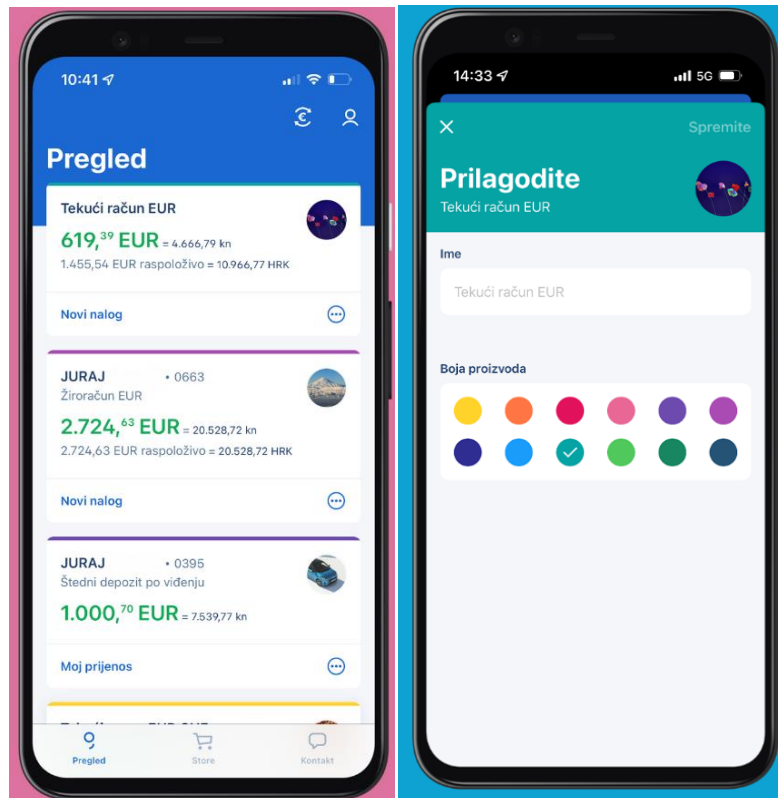 10:41
Pregled
Tekući račun EUR
619,³⁹ EUR = 4.666,79 kn
1.455,54 EUR raspoloživo = 10.966,77 HRK
Novi nalog
JURAJ • 0663
Žiroračun EUR
2.724,⁶³ EUR = 20.528,72 kn
2.724,63 EUR raspoloživo = 20.528,72 HRK
Novi nalog
JURAJ • 0395
Štedni depozit po viđenju
1.000,⁷⁰ EUR = 7.539,77 kn
Moj prijenos
Pregled Store Kontakt
14:33 5G
Spremite
Prilagodite
Tekući račun EUR
Ime
Tekući račun EUR
Boja proizvoda